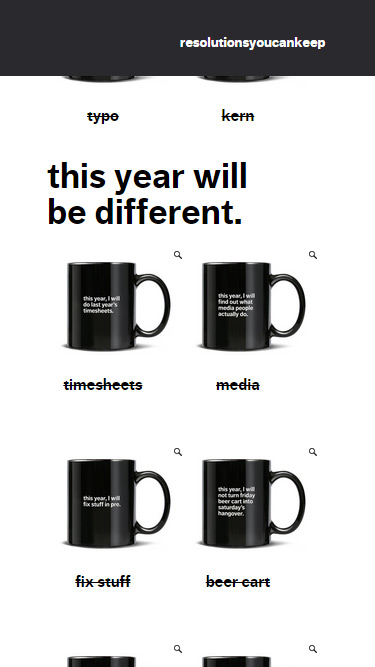 resolutionsyoucankeep
typo
kern
this year will
be different.
this year, I will
do last year's
timesheets.
this year, I will
find out what
media people
actually do.
timesheets
media
this year, I will
fix stuff in pre.
this year, I will
not turn friday
beer cart into
saturday's
hangover.
fix stuff
beer cart